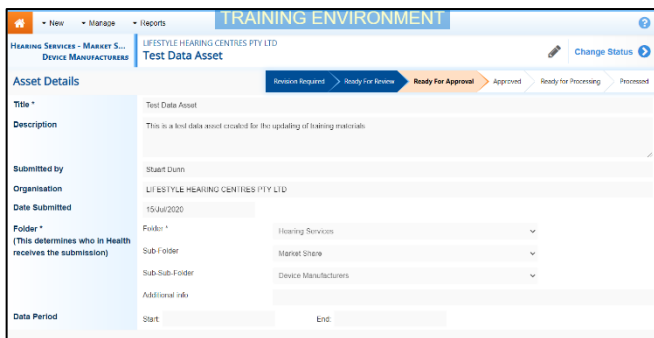 TRAINING ENVIRONMENT
New Manage Reports
HEARING SERVICES - MARKET S...
DEVICE MANUFACTURERS
LIFESTYLE HEARING CENTRES PTY LTD
Test Data Asset
Change Status
Asset Details
Revision Required Ready For Review Ready For Approval Approved Ready for Processing Processed
Title * Test Data Asset
Description This is a test data asset created for the updating of training materials
Submitted by Stuart Dunn
Organisation LIFESTYLE HEARING CENTRES PTY LTD
Date Submitted 15/Jul/2020
Folder * Folder * Hearing Services
(This determines who in Health
receives the submission) Sub-Folder Market Share
Sub-Sub-Folder Device Manufacturers
Additional info
Data Period Start: End: